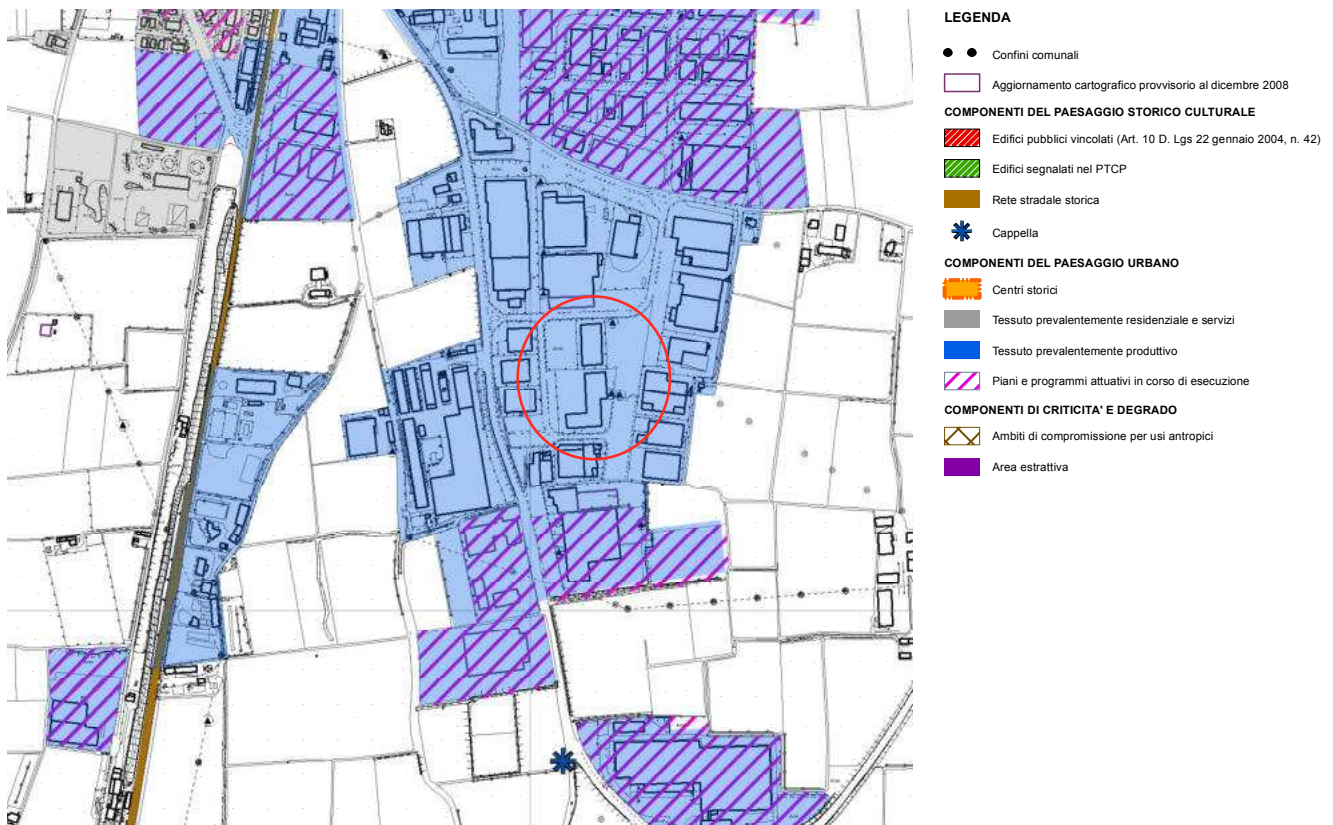 LEGENDA
Confini comunali
Aggiornamento cartografico provvisorio al dicembre 2008
COMPONENTI DEL PAESAGGIO STORICO CULTURALE
Edifici pubblici vincolati (Art. 10 D. Lgs 22 gennaio 2004, n. 42)
Edifici segnalati nel PTCP
Rete stradale storica
Cappella
COMPONENTI DEL PAESAGGIO URBANO
Centri storici
Tessuto prevalentemente residenziale e servizi
Tessuto prevalentemente produttivo
Piani e programmi attuativi in corso di esecuzione
COMPONENTI DI CRITICITA' E DEGRADO
Ambiti di compromissione per usi antropici
Area estrattiva